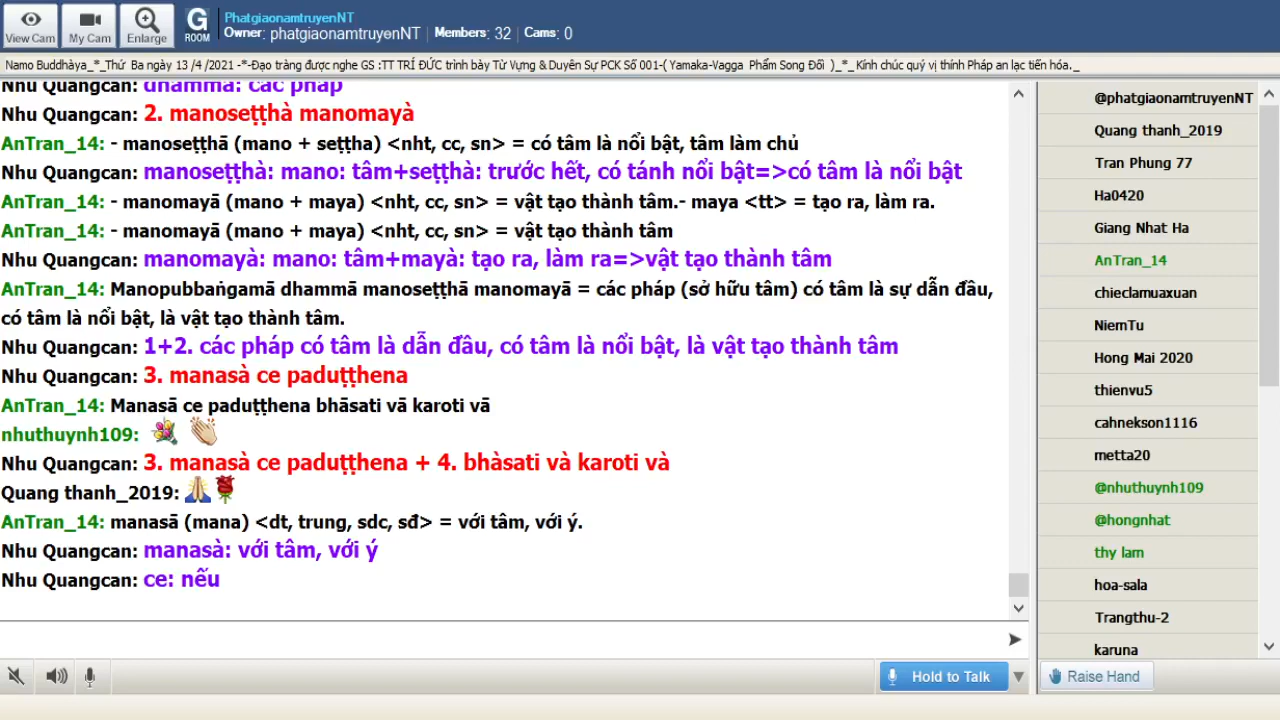 View Cam
My Cam
Enlarge
G
ROOM
PhatgiaonamtruyenNT
Owner: phatgiaonamtruyenNT | Members: 32 | Cams: 0
Namo Buddhàya_*_Thứ Ba ngày 13 /4 /2021 -*-Đạo tràng được nghe GS :TT TRÍ ĐỨC trình bày Từ Vựng & Duyên Sự PCK Số 001-( Yamaka-Vagga Phẩm Song Đối )_*_ Kính chúc quý vị thính Pháp an lạc tiến hóa._
Nhu Quangcan: dhammà: các pháp
Nhu Quangcan: 2. manoseṭṭhà manomayà
AnTran_14: - manoseṭṭhā (mano + seṭṭha) <nht, cc, sn> = có tâm là nổi bật, tâm làm chủ
Nhu Quangcan: manoseṭṭhà: mano: tâm+seṭṭhà: trước hết, có tánh nổi bật=>có tâm là nổi bật
AnTran_14: - manomayā (mano + maya) <nht, cc, sn> = vật tạo thành tâm.- maya <tt> = tạo ra, làm ra.
AnTran_14: - manomayā (mano + maya) <nht, cc, sn> = vật tạo thành tâm
Nhu Quangcan: manomayà: mano: tâm+mayà: tạo ra, làm ra=>vật tạo thành tâm
AnTran_14: Manopubbaṅgamā dhammā manoseṭṭhā manomayā = các pháp (sở hữu tâm) có tâm là sự dẫn đầu,
có tâm là nổi bật, là vật tạo thành tâm.
Nhu Quangcan: 1+2. các pháp có tâm là dẫn đầu, có tâm là nổi bật, là vật tạo thành tâm
Nhu Quangcan: 3. manasà ce paduṭṭhena
AnTran_14: Manasā ce paduṭṭhena bhāsati vā karoti vā
nhuthuynh109:
Nhu Quangcan: 3. manasà ce paduṭṭhena + 4. bhàsati và karoti và
Quang thanh_2019:
AnTran_14: manasā (mana) <dt, trung, sdc, sđ> = với tâm, với ý.
Nhu Quangcan: manasà: với tâm, với ý
Nhu Quangcan: ce: nếu
Hold to Talk
@phatgiaonamtruyenNT
Quang thanh_2019
Tran Phung 77
Ha0420
Giang Nhat Ha
AnTran_14
chieclamuaxuan
NiemTu
Hong Mai 2020
thienvu5
cahnekson1116
metta20
@nhuthuynh109
@hongnhat
thy lam
hoa-sala
Trangthu-2
karuna
Raise Hand